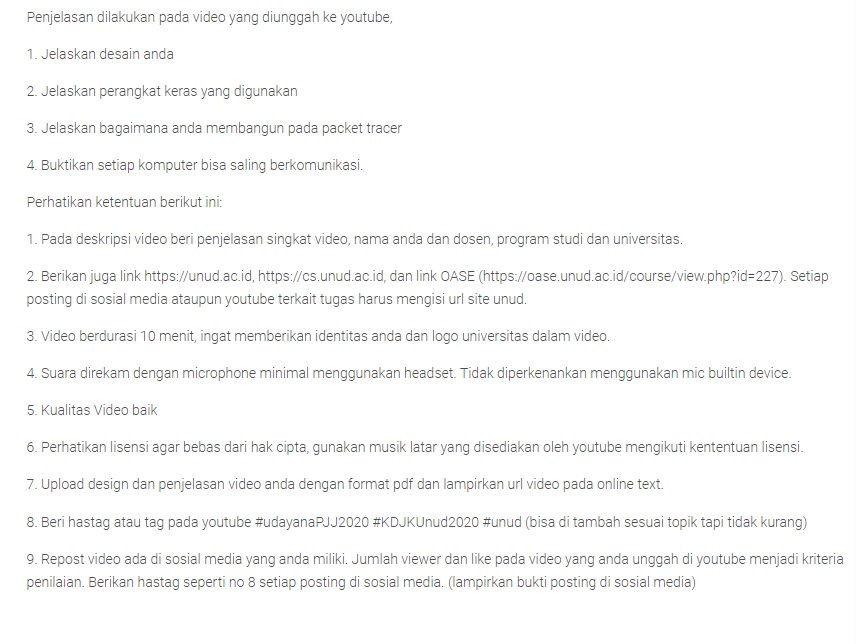 Penjelasan dilakukan pada video yang diunggah ke youtube,
1. Jelaskan desain anda
2. Jelaskan perangkat keras yang digunakan
3. Jelaskan bagaimana anda membangun pada packet tracer
4. Buktikan setiap komputer bisa saling berkomunikasi.
Perhatikan ketentuan berikut ini:
1. Pada deskripsi video beri penjelasan singkat video, nama anda dan dosen, program studi dan universitas.
2. Berikan juga link https://unud.ac.id, https://cs.unud.ac.id, dan link OASE (https://oase.unud.ac.id/course/view.php?id=227). Setiap
posting di sosial media ataupun youtube terkait tugas harus mengisi url site unud.
3. Video berdurasi 10 menit, ingat memberikan identitas anda dan logo universitas dalam video.
4. Suara direkam dengan microphone minimal menggunakan headset. Tidak diperkenankan menggunakan mic builtin device.
5. Kualitas Video baik
6. Perhatikan lisensi agar bebas dari hak cipta, gunakan musik latar yang disediakan oleh youtube mengikuti kententuan lisensi.
7. Upload design dan penjelasan video anda dengan format pdf dan lampirkan url video pada online text.
8. Beri hastag atau tag pada youtube #udayanaPJJ2020 #KDJKUnud2020 #unud (bisa di tambah sesuai topik tapi tidak kurang)
9. Repost video ada di sosial media yang anda miliki. Jumlah viewer dan like pada video yang anda unggah di youtube menjadi kriteria
penilaian. Berikan hastag seperti no 8 setiap posting di sosial media. (lampirkan bukti posting di sosial media)